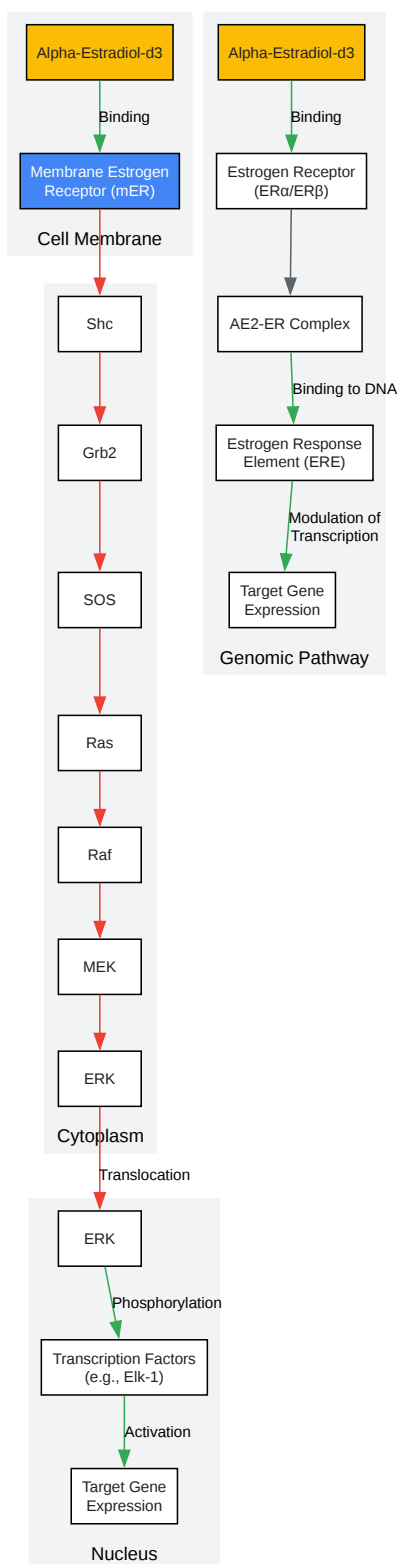 Alpha-Estradiol-d3
Binding
Membrane Estrogen
Receptor (mER)
Cell Membrane
Shc
Grb2
SOS
Ras
Raf
MEK
ERK
Cytoplasm
Translocation
ERK
Phosphorylation
Transcription Factors
(e.g., Elk-1)
Activation
Target Gene
Expression
Nucleus
Alpha-Estradiol-d3
Binding
Estrogen Receptor
(ERα/ERβ)
AE2-ER Complex
Binding to DNA
Estrogen Response
Element (ERE)
Modulation of
Transcription
Target Gene
Expression
Genomic Pathway